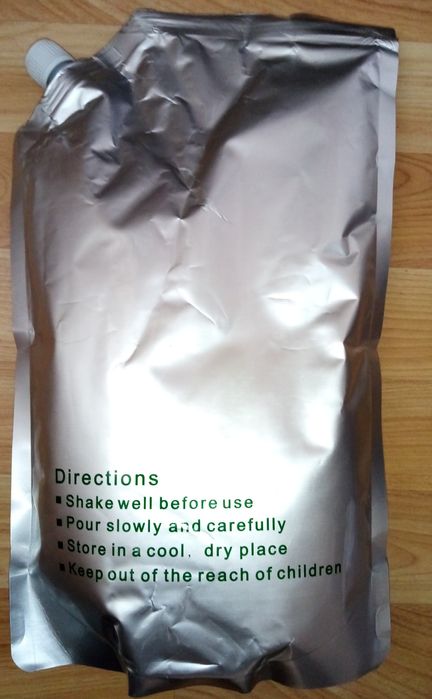 Directions
▪Shake well before use
▪Pour slowly and carefully
▪Store in a cool, dry place
▪Keep out of the reach of children